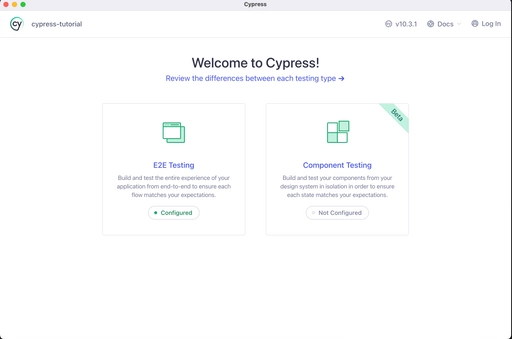 Cypress
cy cypress-tutorial v10.3.1 Docs Log In
Welcome to Cypress!
Review the differences between each testing type →
Beta
E2E Testing
Build and test the entire experience of your
application from end-to-end to ensure each
flow matches your expectations.
Configured
Component Testing
Build and test your components from your
design system in isolation in order to ensure
each state matches your expectations.
Not Configured